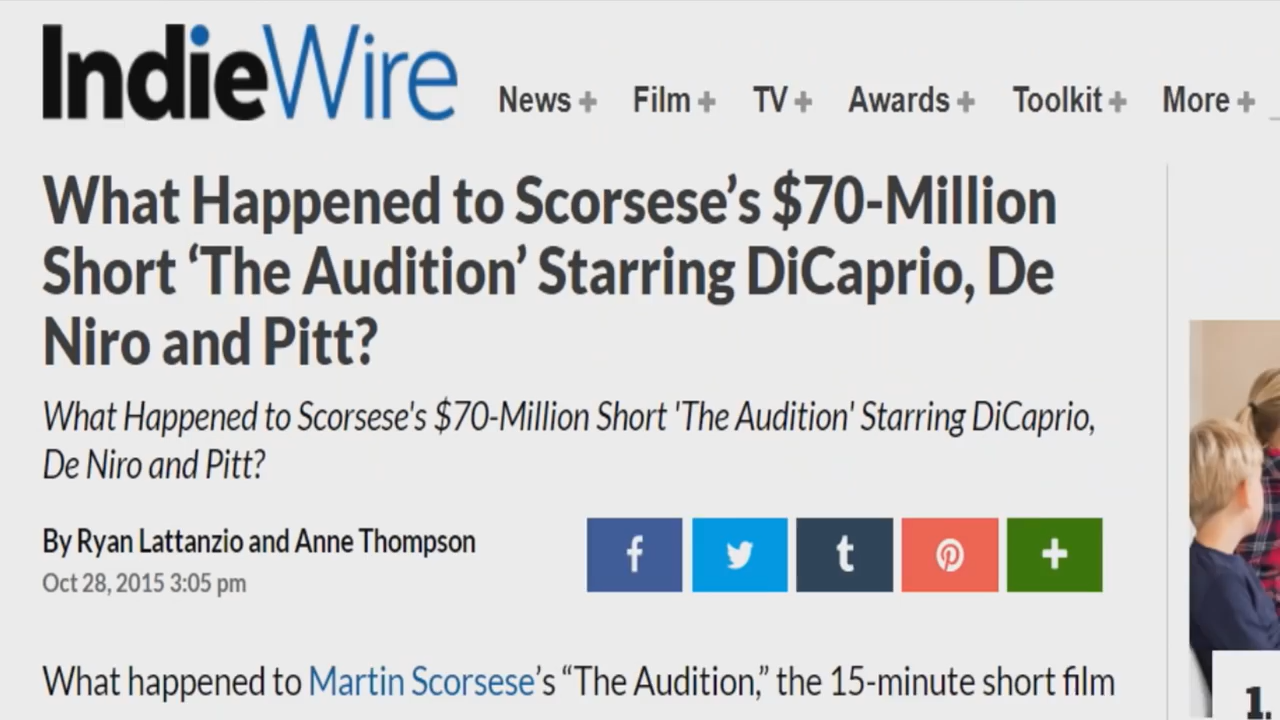 IndieWire
News + Film + TV + Awards + Toolkit + More +
What Happened to Scorsese’s $70-Million
Short ‘The Audition’ Starring DiCaprio, De
Niro and Pitt?
What Happened to Scorsese's $70-Million Short 'The Audition' Starring DiCaprio,
De Niro and Pitt?
By Ryan Lattanzio and Anne Thompson
Oct 28, 2015 3:05 pm
What happened to Martin Scorsese’s “The Audition,” the 15-minute short film
1.